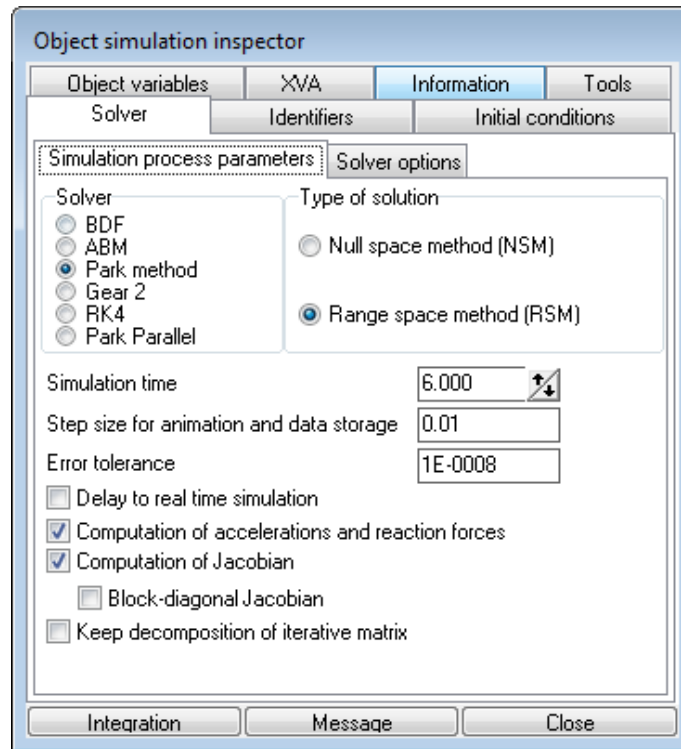 Object simulation inspector
Object variables XVA Information Tools
Solver Identifiers Initial conditions
Simulation process parameters Solver options
Solver Type of solution
BDF
ABM
Null space method (NSM)
Park method
Gear 2
Range space method (RSM)
RK4
Park Parallel
Simulation time 6.000
Step size for animation and data storage 0.01
Error tolerance 1E-0008
Delay to real time simulation
Computation of accelerations and reaction forces
Computation of Jacobian
Block-diagonal Jacobian
Keep decomposition of iterative matrix
Integration Message Close